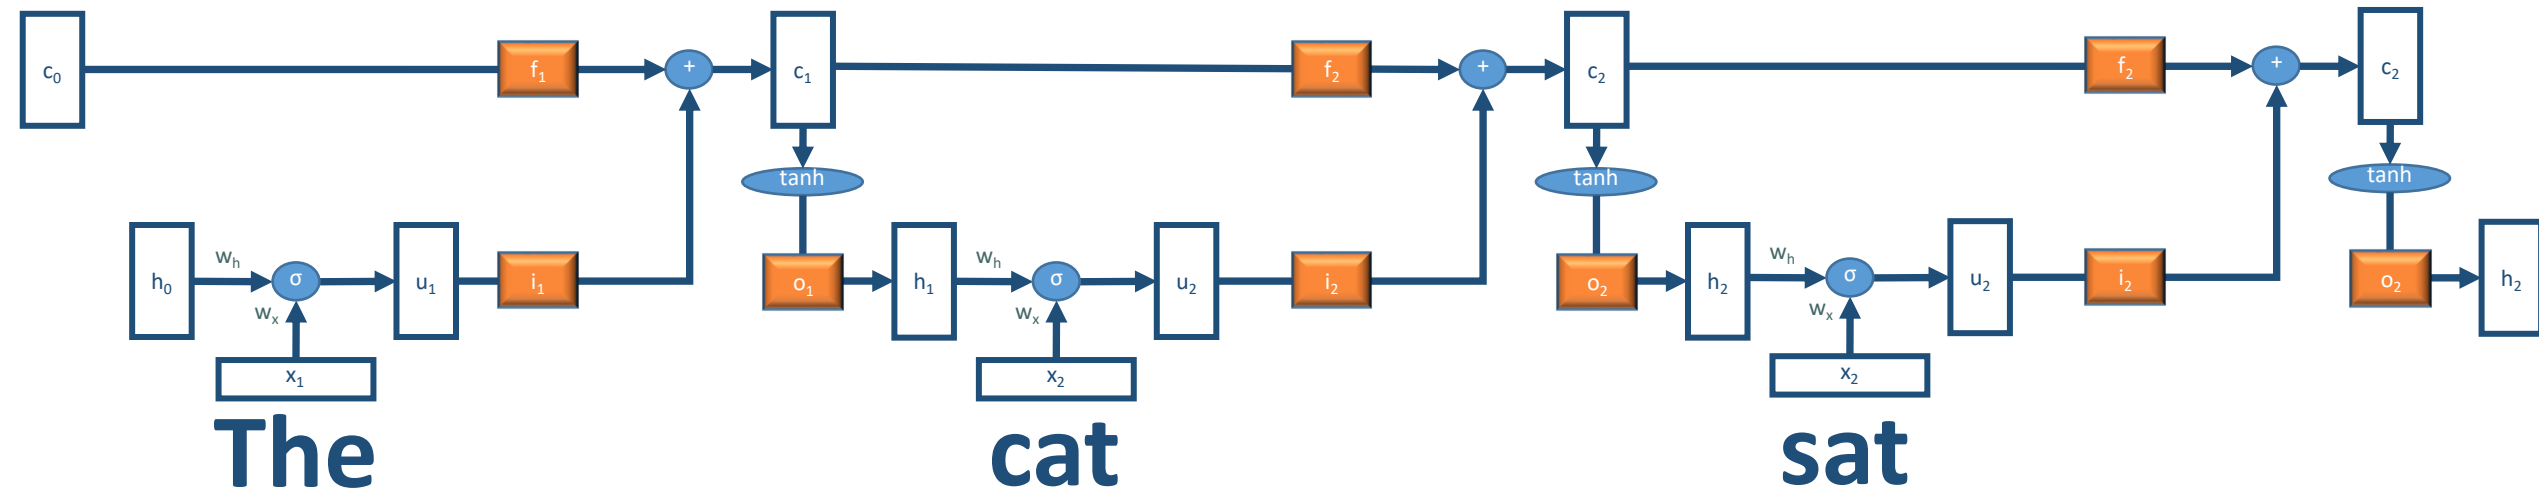 c0 f1 + c1 f2 + c2 f2 + c2
tanh tanh tanh
h0 wh σ u1 i1 o1 h1 wh σ u2 i2 o2 h2 wh σ u2 i2 o2 h2
wx wx wx
x1 x2 x2
The cat sat